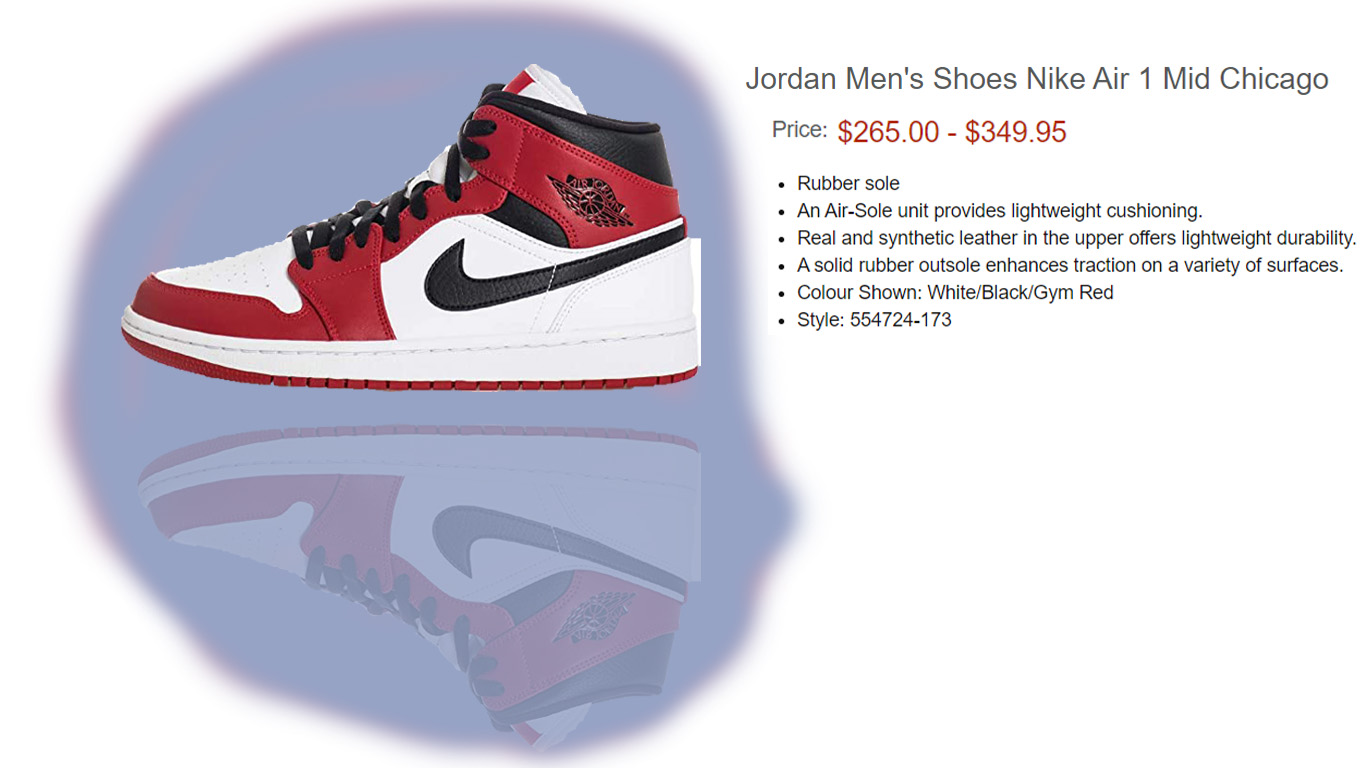 Jordan Men's Shoes Nike Air 1 Mid Chicago
Price: $265.00 - $349.95
Rubber sole
An Air-Sole unit provides lightweight cushioning.
Real and synthetic leather in the upper offers lightweight durability.
A solid rubber outsole enhances traction on a variety of surfaces.
Colour Shown: White/Black/Gym Red
Style: 554724-173